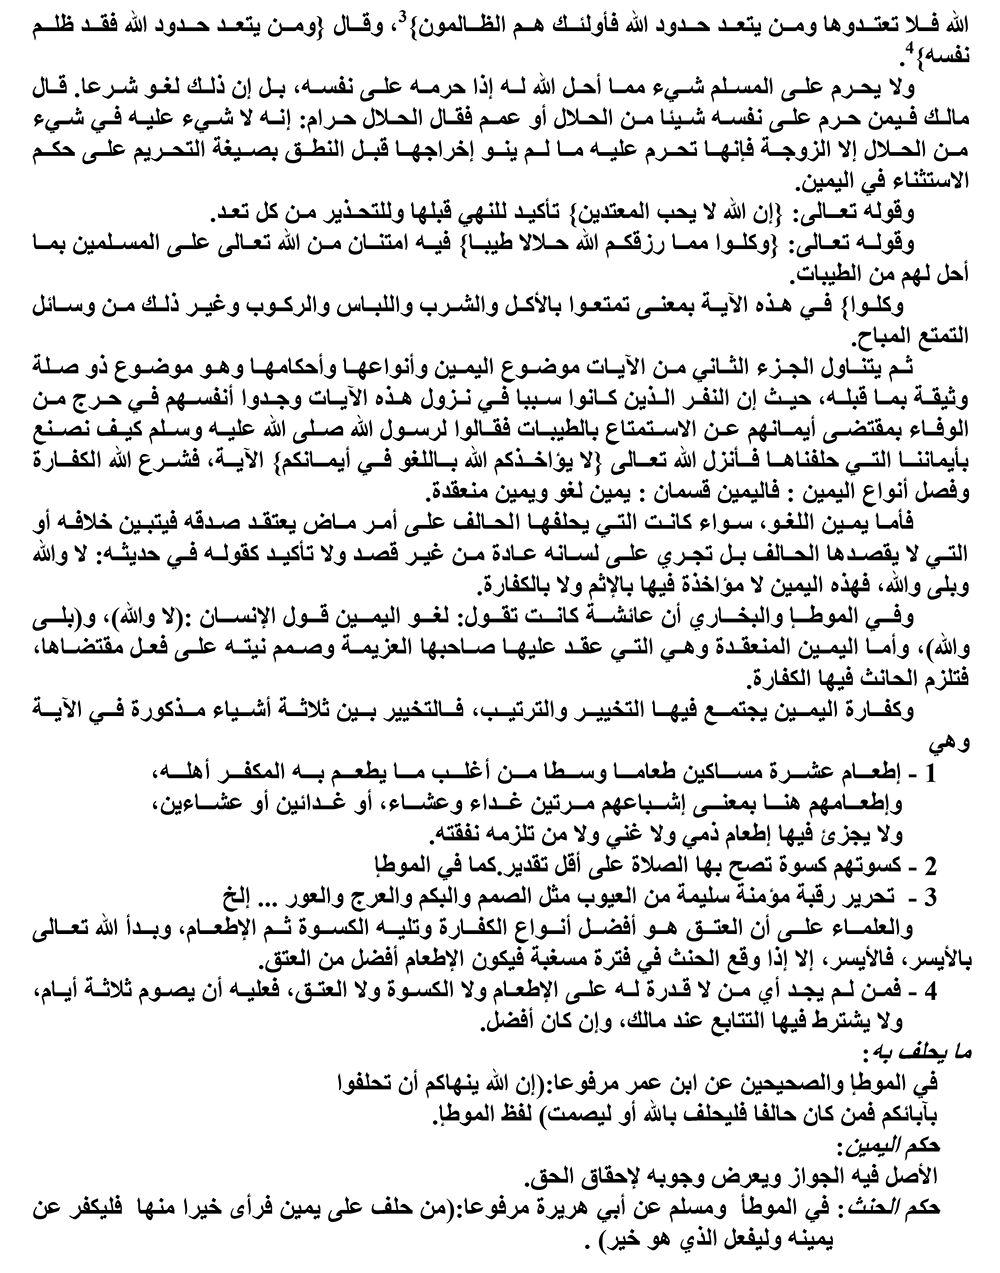 الله فلا تعتدوها ومن يتعد حدود الله فأولئك هم الظالمون}3، وقال {ومن يتعد حدود الله فقد ظلم
نفسه}4.
ولا يحرم على المسلم شيء مما أحل الله له إذا حرمه على نفسه، بل إن ذلك لغو شرعا. قال
مالك فيمن حرم على نفسه شيئا من الحلال أو عمم فقال الحلال حرام: إنه لا شيء عليه في شيء
من الحلال إلا الزوجة فإنها تحرم عليه ما لم ينو إخراجها قبل النطق بصيغة التحريم على حكم
الاستثناء في اليمين.
وقوله تعالى: {إن الله لا يحب المعتدين} تأكيد للنهي قبلها وللتحذير من كل تعد.
وقوله تعالى: {وكلوا مما رزقكم الله حلالا طيبا} فيه امتنان من الله تعالى على المسلمين بما
أحل لهم من الطيبات.
وكلوا} في هذه الآية بمعنى تمتعوا بالأكل والشرب واللباس والركوب وغير ذلك من وسائل
التمتع المباح.
ثم يتناول الجزء الثاني من الآيات موضوع اليمين وأنواعها وأحكامها وهو موضوع ذو صلة
وثيقة بما قبله، حيث إن النفر الذين كانوا سببا في نزول هذه الآيات وجدوا أنفسهم في حرج من
الوفاء بمقتضى أيمانهم عن الاستمتاع بالطيبات فقالوا لرسول الله صلى الله عليه وسلم كيف نصنع
بأيماننا التي حلفناها فأنزل الله تعالى {لا يؤاخذكم الله باللغو في أيمانكم} الآية، فشرع الله الكفارة
وفصل أنواع اليمين : فاليمين قسمان : يمين لغو ويمين منعقدة.
فأما يمين اللغو، سواء كانت التي يحلفها الحالف على أمر ماض يعتقد صدقه فيتبين خلافه أو
التي لا يقصدها الحالف بل تجري على لسانه عادة من غير قصد ولا تأكيد كقوله في حديثه: لا والله
وبلى والله، فهذه اليمين لا مؤاخذة فيها بالإثم ولا بالكفارة.
وفي الموطإ والبخاري أن عائشة كانت تقول: لغو اليمين قول الإنسان :(لا والله)، و(بلى
والله)، وأما اليمين المنعقدة وهي التي عقد عليها صاحبها العزيمة وصمم نيته على فعل مقتضاها،
فتلزم الحانث فيها الكفارة.
وكفارة اليمين يجتمع فيها التخيير والترتيب، فالتخيير بين ثلاثة أشياء مذكورة في الآية
وهي
1 - إطعام عشرة مساكين طعاما وسطا من أغلب ما يطعم به المكفر أهله،
وإطعامهم هنا بمعنى إشباعهم مرتين غداء وعشاء، أو غدائين أو عشاءين،
ولا يجزئ فيها إطعام ذمي ولا غني ولا من تلزمه نفقته.
2 - كسوتهم كسوة تصح بها الصلاة على أقل تقدير.كما في الموطإ
3 - تحرير رقبة مؤمنة سليمة من العيوب مثل الصمم والبكم والعرج والعور ... إلخ
والعلماء على أن العتق هو أفضل أنواع الكفارة وتليه الكسوة ثم الإطعام، وبدأ الله تعالى
بالأيسر، فالأيسر، إلا إذا وقع الحنث في فترة مسغبة فيكون الإطعام أفضل من العتق.
4 - فمن لم يجد أي من لا قدرة له على الإطعام ولا الكسوة ولا العتق، فعليه أن يصوم ثلاثة أيام،
ولا يشترط فيها التتابع عند مالك، وإن كان أفضل.
ما يحلف به :
في الموطإ والصحيحين عن ابن عمر مرفوعا:(إن الله ينهاكم أن تحلفوا
بآبائكم فمن كان حالفا فليحلف بالله أو ليصمت) لفظ الموطإ.
حكم اليمين:
الأصل فيه الجواز ويعرض وجوبه لإحقاق الحق.
حكم الحنث: في الموطأ ومسلم عن أبي هريرة مرفوعا:(من حلف على يمين فرأى خيرا منها فليكفر عن
يمينه وليفعل الذي هو خير) .